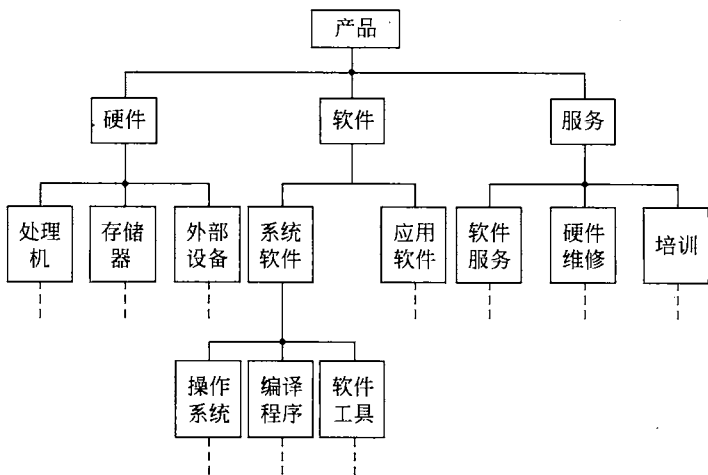 产品
硬件
软件
服务
处理
机
存储
器
外部
设备
系统
软件
应用
软件
软件
服务
硬件
维修
培训
操作
系统
编译
程序
软件
工具